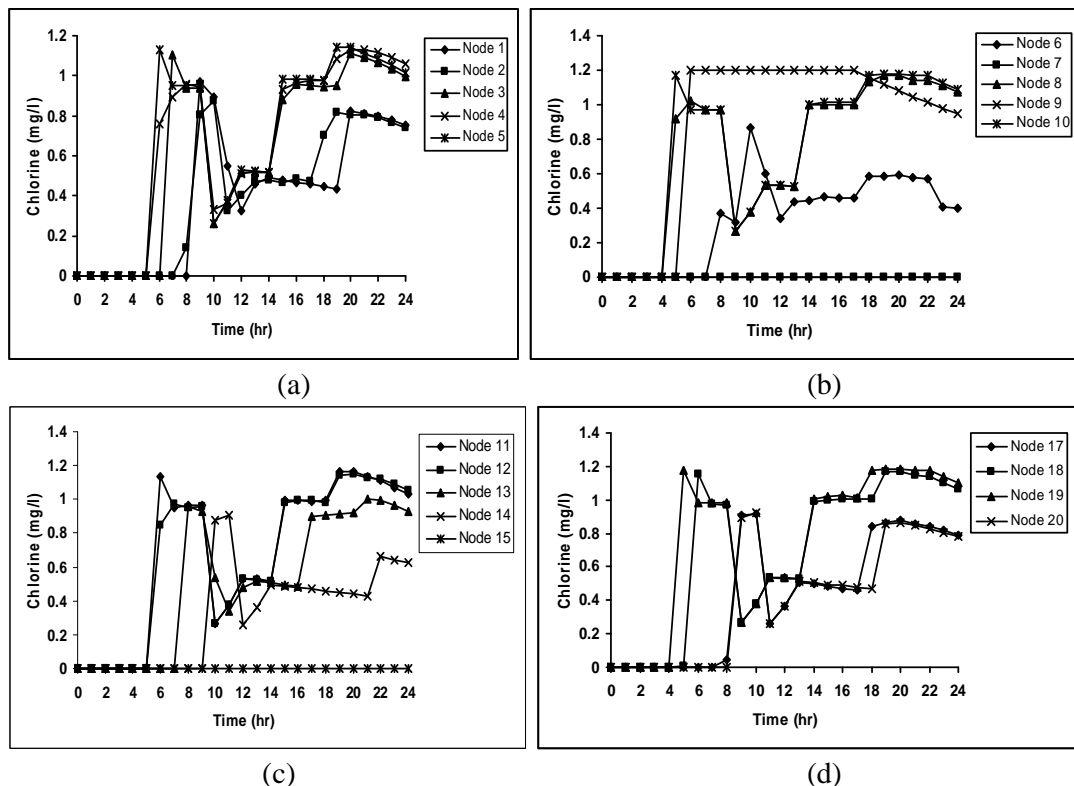 1.2
1
0.8
0.6
0.4
0.2
0
Chlorine (mg/l)
0 2 4 6 8 10 12 14 16 18 20 22 24
Time (hr)
Node 1
Node 2
Node 3
Node 4
Node 5
(a)
1.4
1.2
1
0.8
0.6
0.4
0.2
0
Chlorine (mg/l)
0 2 4 6 8 10 12 14 16 18 20 22 24
Time (hr)
Node 6
Node 7
Node 8
Node 9
Node 10
(b)
1.4
1.2
1
0.8
0.6
0.4
0.2
0
Chlorine (mg/l)
0 2 4 6 8 10 12 14 16 18 20 22 24
Time (hr)
Node 11
Node 12
Node 13
Node 14
Node 15
(c)
1.4
1.2
1
0.8
0.6
0.4
0.2
0
Chlorine (mg/l)
0 2 4 6 8 10 12 14 16 18 20 22 24
Time (hr)
Node 17
Node 18
Node 19
Node 20
(d)